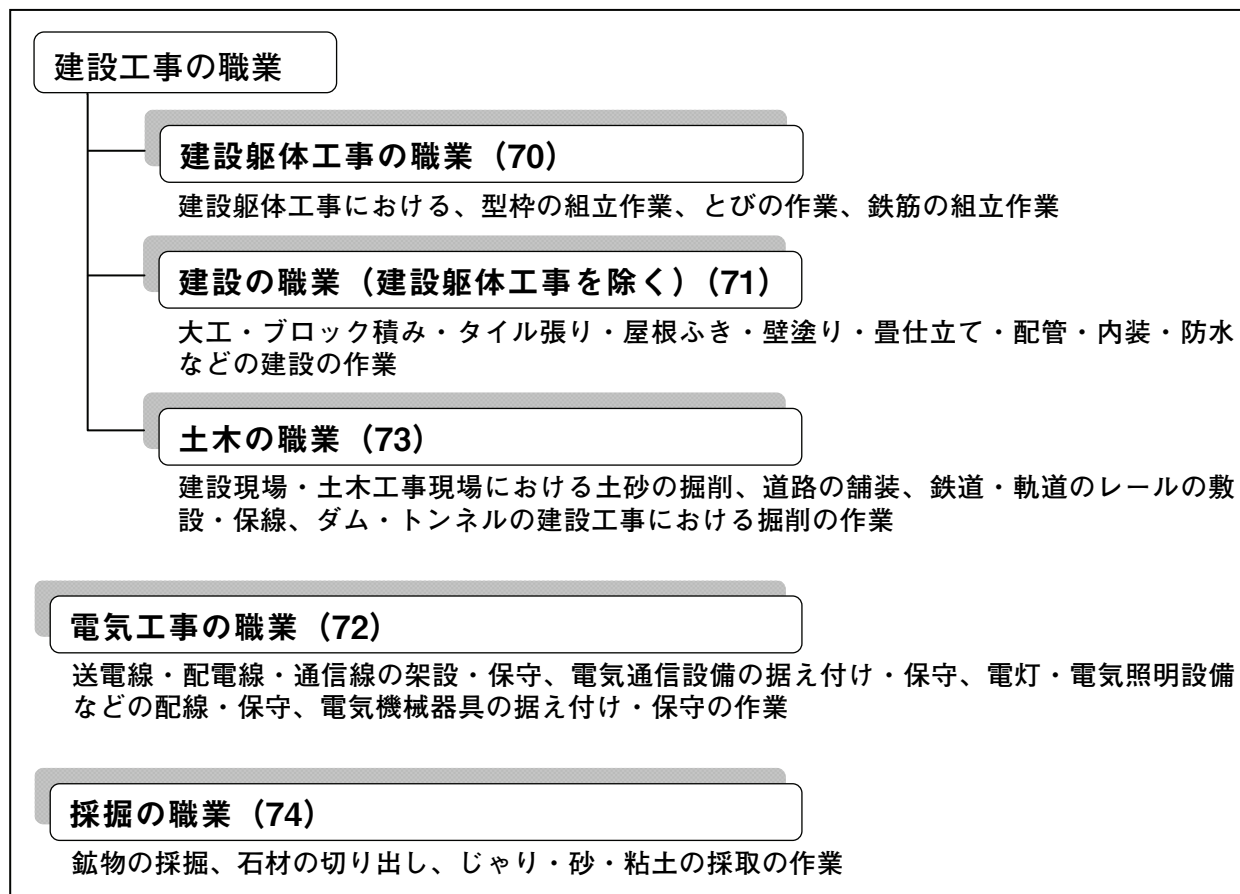 建設工事の職業
建設躯体工事の職業（70）
建設躯体工事における、型枠の組立作業、とびの作業、鉄筋の組立作業
建設の職業（建設躯体工事を除く）（71）
大工・ブロック積み・タイル張り・屋根ふき・壁塗り・畳仕立て・配管・内装・防水
などの建設の作業
土木の職業（73）
建設現場・土木工事現場における土砂の掘削、道路の舗装、鉄道・軌道のレールの敷
設・保線、ダム・トンネルの建設工事における掘削の作業
電気工事の職業（72）
送電線・配電線・通信線の架設・保守、電気通信設備の据え付け・保守、電灯・電気照明設備
などの配線・保守、電気機械器具の据え付け・保守の作業
採掘の職業（74）
鉱物の採掘、石材の切り出し、じゃり・砂・粘土の採取の作業